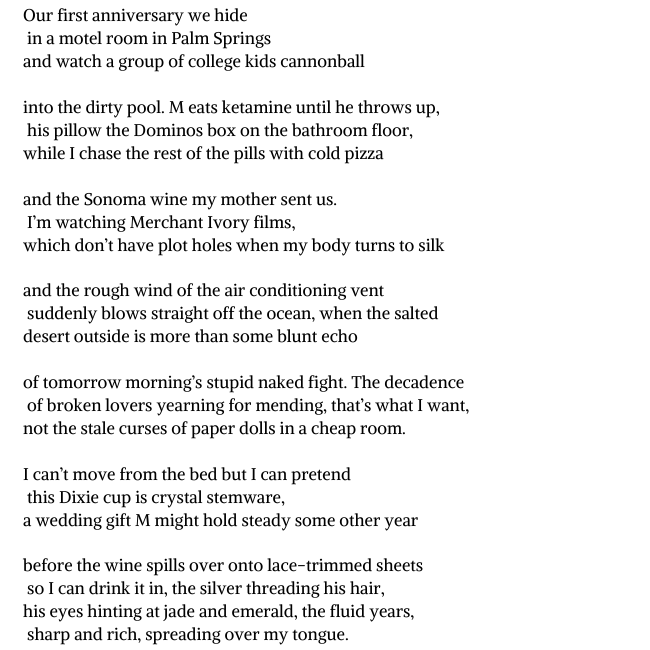 Our first anniversary we hide
in a motel room in Palm Springs
and watch a group of college kids cannonball

into the dirty pool. M eats ketamine until he throws up,
his pillow the Dominos box on the bathroom floor,
while I chase the rest of the pills with cold pizza

and the Sonoma wine my mother sent us.
I’m watching Merchant Ivory films,
which don’t have plot holes when my body turns to silk

and the rough wind of the air conditioning vent
suddenly blows straight off the ocean, when the salted
desert outside is more than some blunt echo

of tomorrow morning’s stupid naked fight. The decadence
of broken lovers yearning for mending, that’s what I want,
not the stale curses of paper dolls in a cheap room.

I can’t move from the bed but I can pretend
this Dixie cup is crystal stemware,
a wedding gift M might hold steady some other year

before the wine spills over onto lace-trimmed sheets
so I can drink it in, the silver threading his hair,
his eyes hinting at jade and emerald, the fluid years,
sharp and rich, spreading over my tongue.